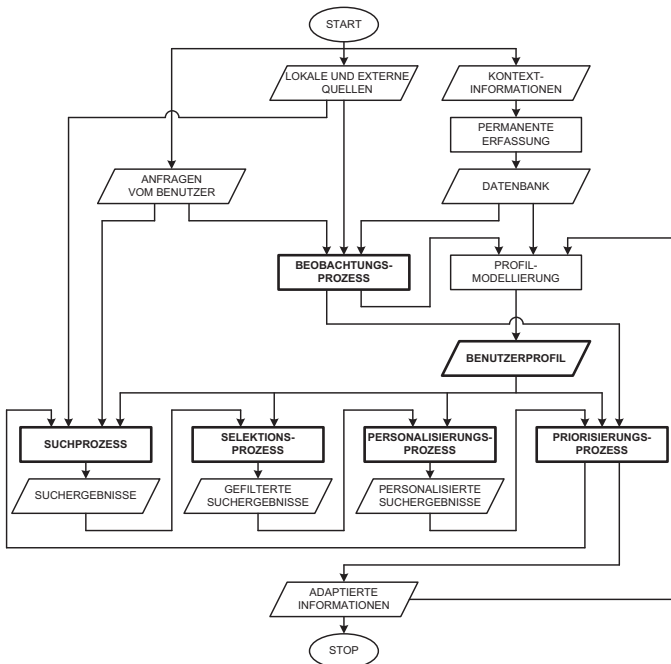 START
LOKALE UND EXTERNE
QUELLEN
KONTEXT-
INFORMATIONEN
PERMANENTE
ERFASSUNG
ANFRAGEN
VOM BENUTZER
DATENBANK
BEOBACHTUNGS-
PROZESS
PROFIL-
MODELLIERUNG
BENUTZERPROFIL
SUCHPROZESS
SELEKTIONS-
PROZESS
PERSONALISIERUNGS-
PROZESS
PRIORISIERUNGS-
PROZESS
SUCHERGEBNISSE
GEFILTERTE
SUCHERGEBNISSE
PERSONALISIERTE
SUCHERGEBNISSE
ADAPTIERTE
INFORMATIONEN
STOP